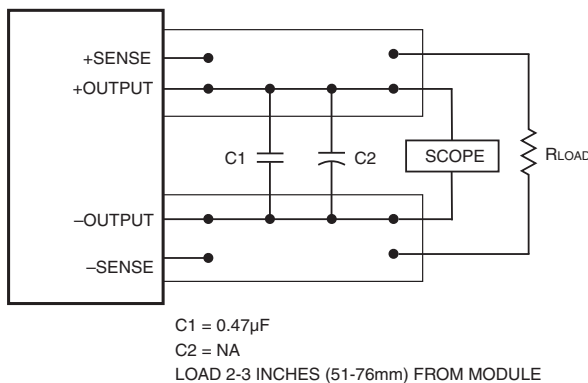 +SENSE
+OUTPUT
C1
C2
SCOPE
RLOAD
–OUTPUT
–SENSE
C1 = 0.47µF
C2 = NA
LOAD 2-3 INCHES (51-76mm) FROM MODULE